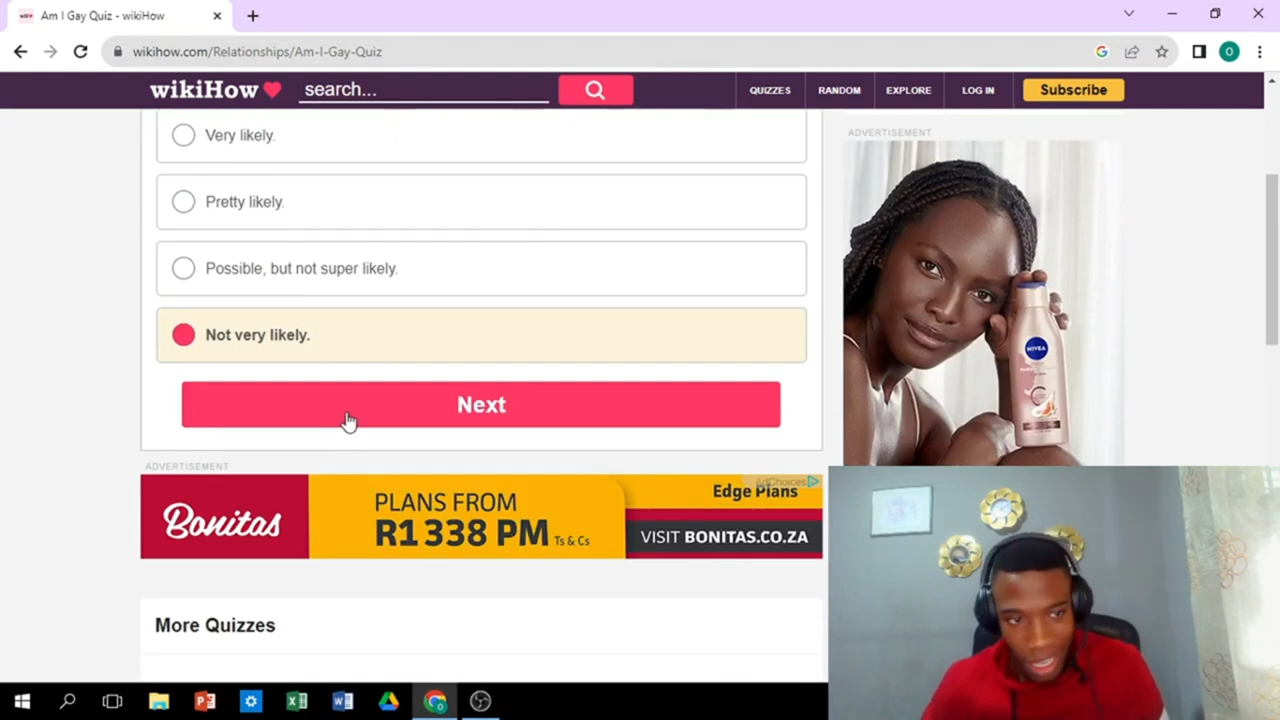 Am I Gay Quiz - wikiHow
wikihow.com/Relationships/Am-I-Gay-Quiz
O
wikiHow
search...
QUIZZES
RANDOM
EXPLORE
LOG IN
Subscribe
Very likely.
Pretty likely.
Possible, but not super likely.
Not very likely.
Next
ADVERTISEMENT
NIVEA
ADVERTISEMENT
Bonitas
PLANS FROM
R1 338 PM Ts & Cs
AdChoices
Edge Plans
VISIT BONITAS.CO.ZA
More Quizzes